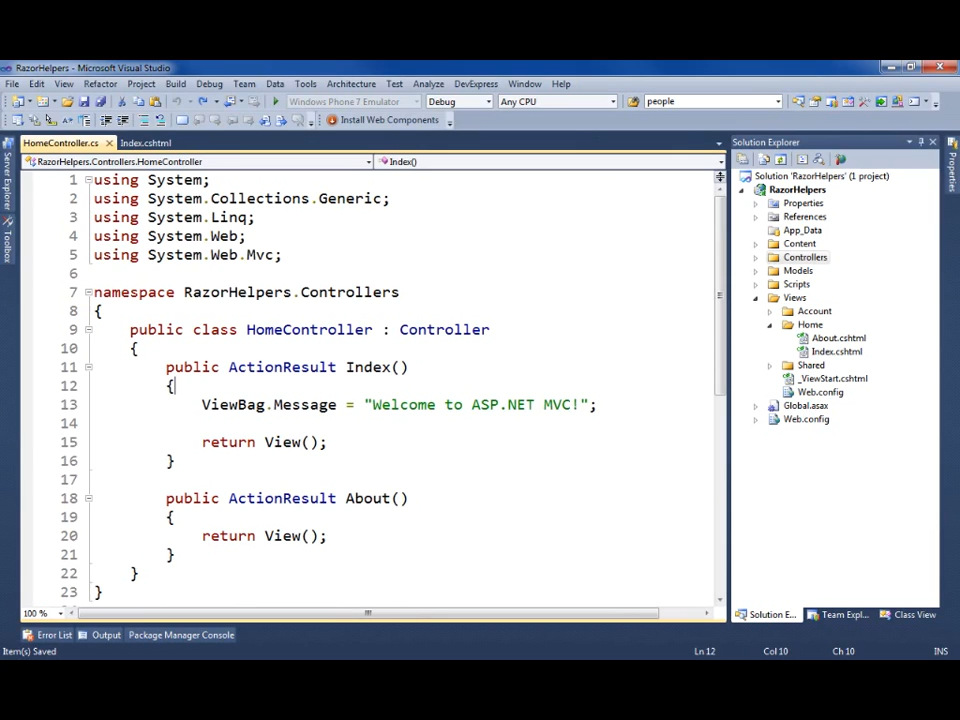 RazorHelpers - Microsoft Visual Studio
File Edit View Refactor Project Build Debug Team Data Tools Architecture Test Analyze DevExpress Window Help
Windows Phone 7 Emulator Debug Any CPU people
Install Web Components
HomeController.cs Index.cshtml
RazorHelpers.Controllers.HomeController Index()
1 using System;
2 using System.Collections.Generic;
3 using System.Linq;
4 using System.Web;
5 using System.Web.Mvc;
6
7 namespace RazorHelpers.Controllers
8 {
9 public class HomeController : Controller
10 {
11 public ActionResult Index()
12 {
13 ViewBag.Message = "Welcome to ASP.NET MVC!";
14
15 return View();
16 }
17
18 public ActionResult About()
19 {
20 return View();
21 }
22 }
23 }
100 %
Server Explorer
Toolbox
Solution Explorer
Solution 'RazorHelpers' (1 project)
RazorHelpers
Properties
References
App_Data
Content
Controllers
Models
Scripts
Views
Account
Home
About.cshtml
Index.cshtml
Shared
_ViewStart.cshtml
Web.config
Global.asax
Web.config
Properties
Solution E... Team Expl... Class View
Error List Output Package Manager Console
Item(s) Saved Ln 12 Col 10 Ch 10 INS